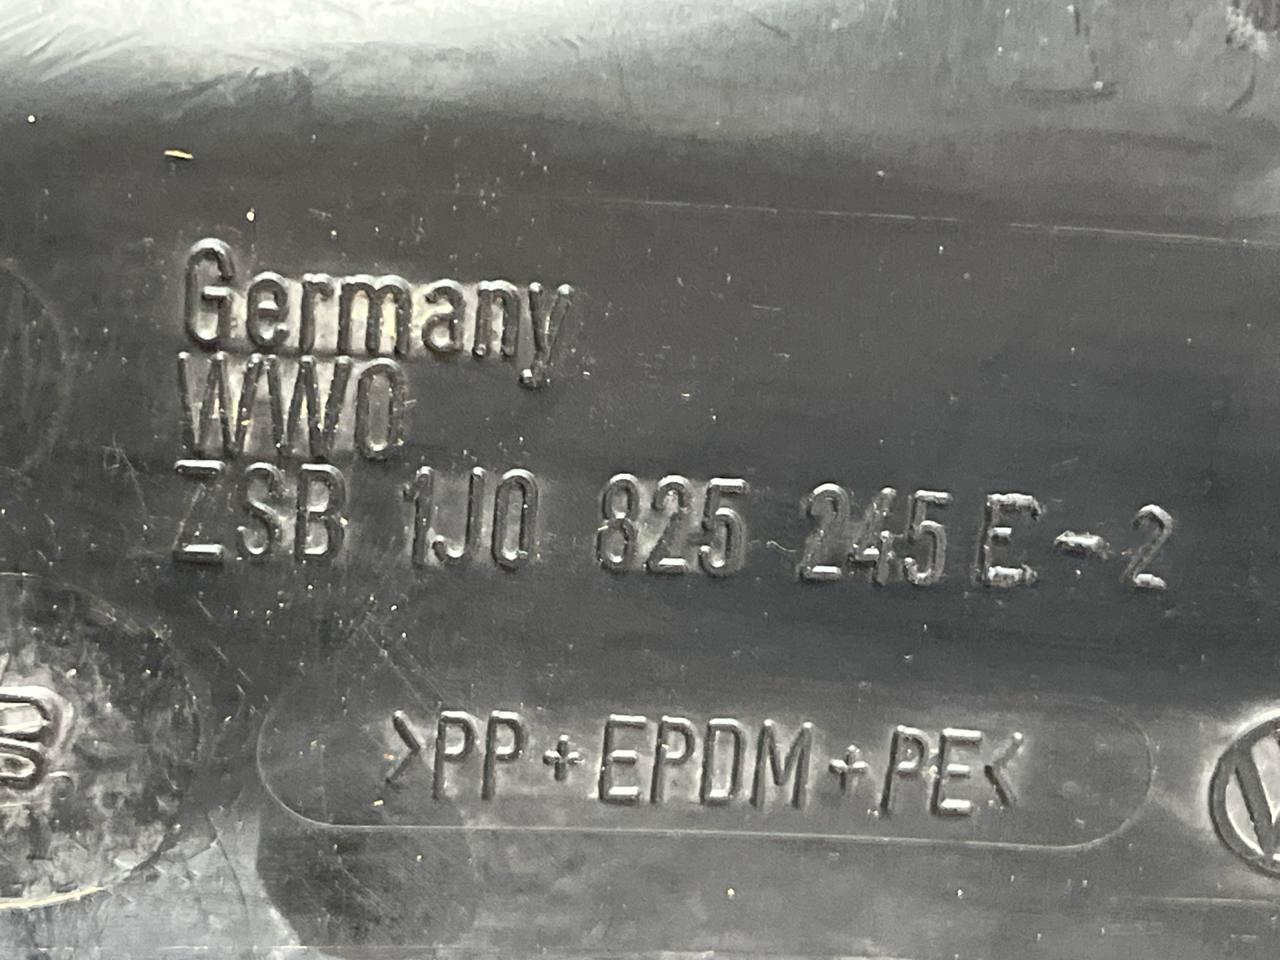 Germany
WWO
ZSB 1J0 825 245 E-2
>PP+EPDM+PE<